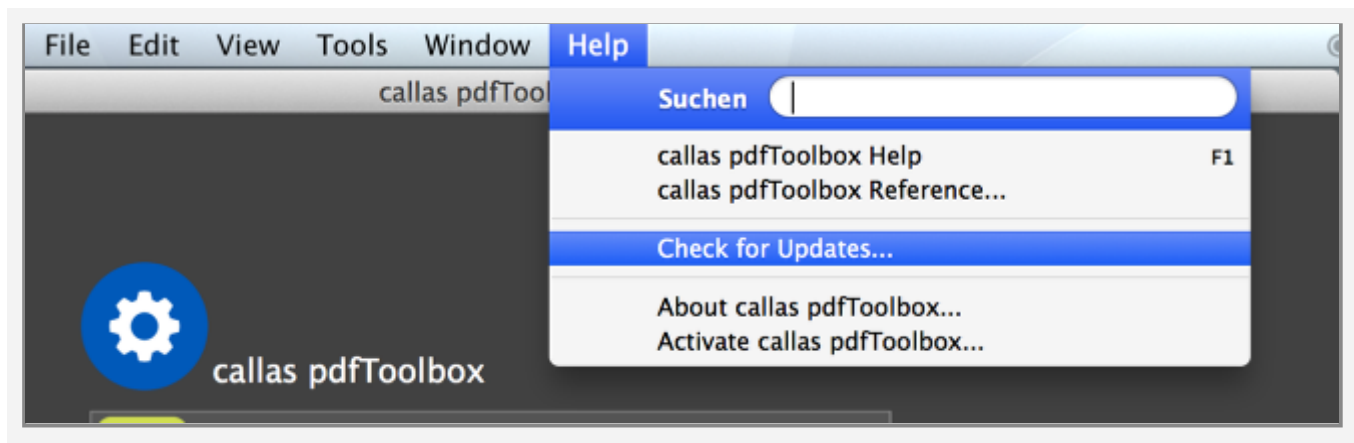 File Edit View Tools Window Help
callas pdfTool
Suchen
callas pdfToolbox Help F1
callas pdfToolbox Reference...
Check for Updates...
About callas pdfToolbox...
Activate callas pdfToolbox...
callas pdfToolbox